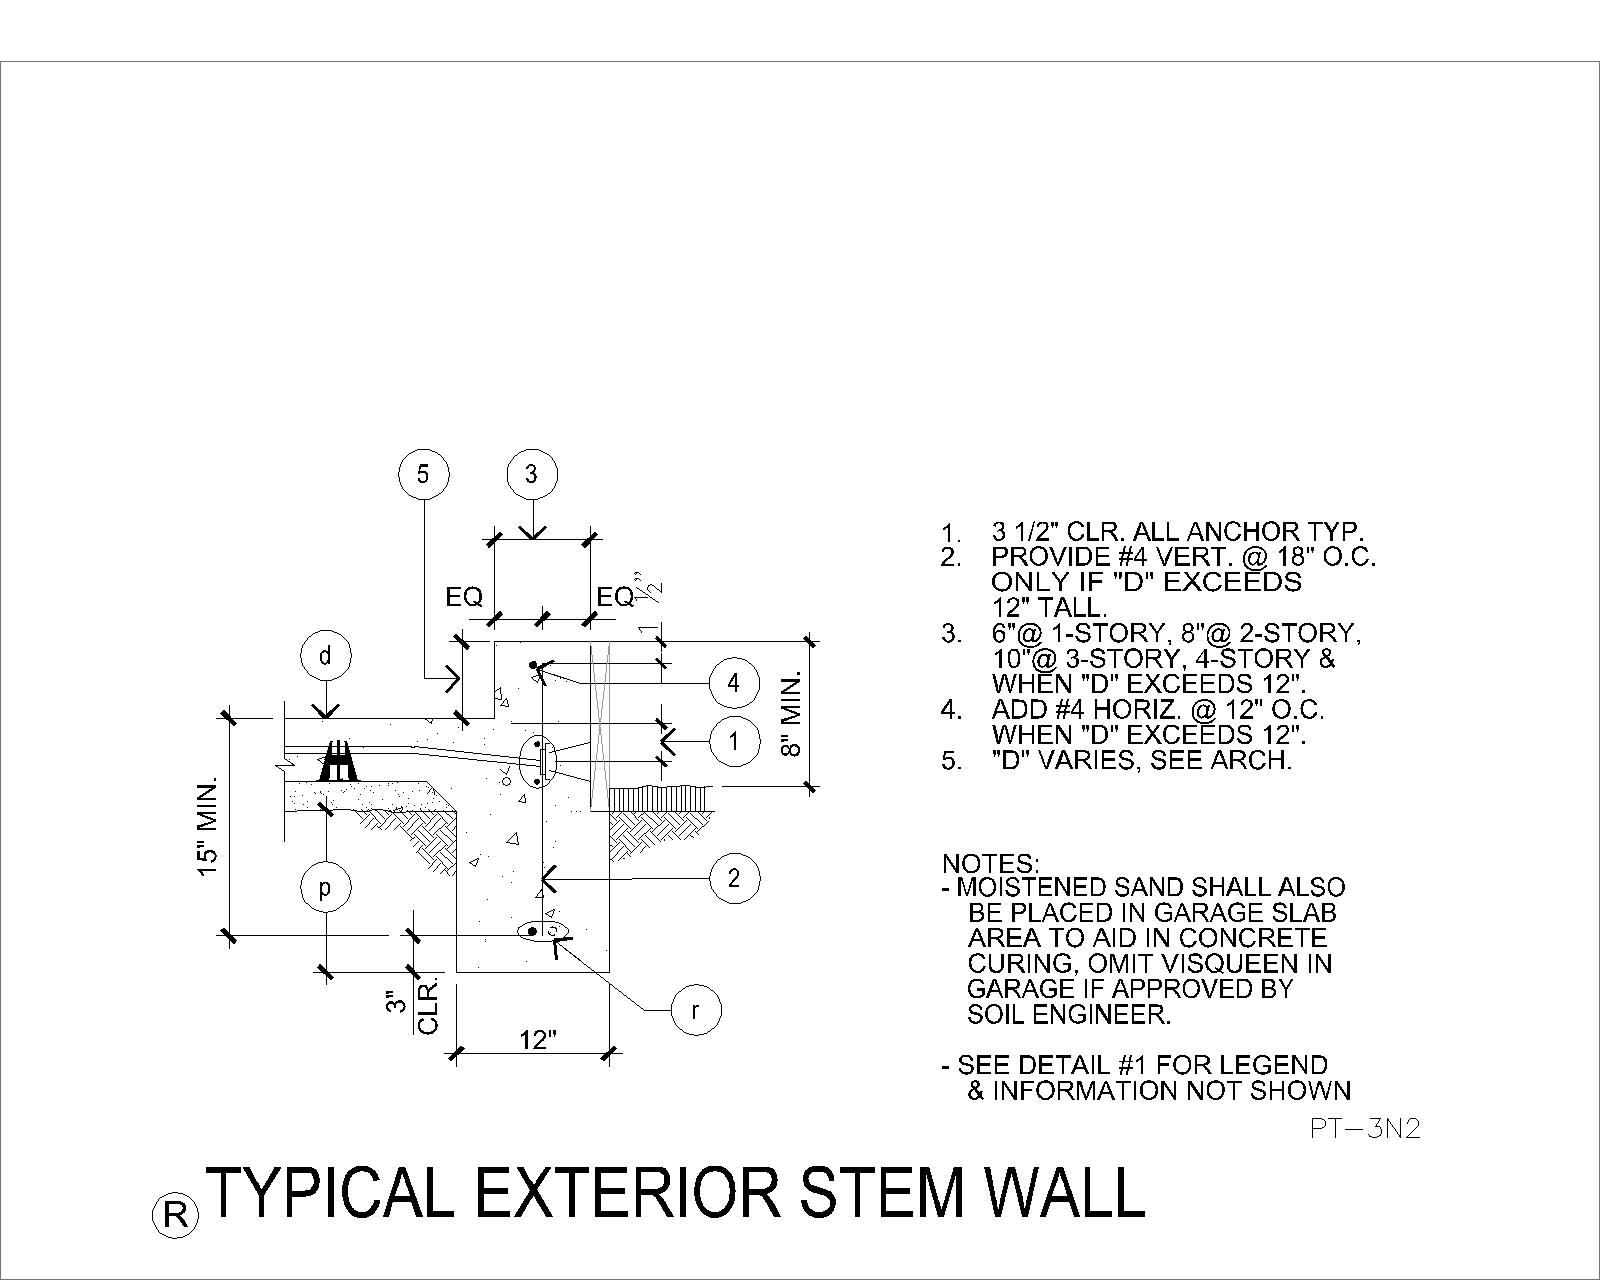 5
3
EQ
EQ
1 1/2"
d
4
1
8" MIN.
15" MIN.
p
2
3"
CLR.
r
12"
1. 3 1/2" CLR. ALL ANCHOR TYP.
2. PROVIDE #4 VERT. @ 18" O.C.
ONLY IF "D" EXCEEDS
12" TALL.
3. 6"@ 1-STORY, 8"@ 2-STORY,
10"@ 3-STORY, 4-STORY &
WHEN "D" EXCEEDS 12".
4. ADD #4 HORIZ. @ 12" O.C.
WHEN "D" EXCEEDS 12".
5. "D" VARIES, SEE ARCH.
NOTES:
- MOISTENED SAND SHALL ALSO
BE PLACED IN GARAGE SLAB
AREA TO AID IN CONCRETE
CURING, OMIT VISQUEEN IN
GARAGE IF APPROVED BY
SOIL ENGINEER.
- SEE DETAIL #1 FOR LEGEND
& INFORMATION NOT SHOWN
PT-3N2
R TYPICAL EXTERIOR STEM WALL